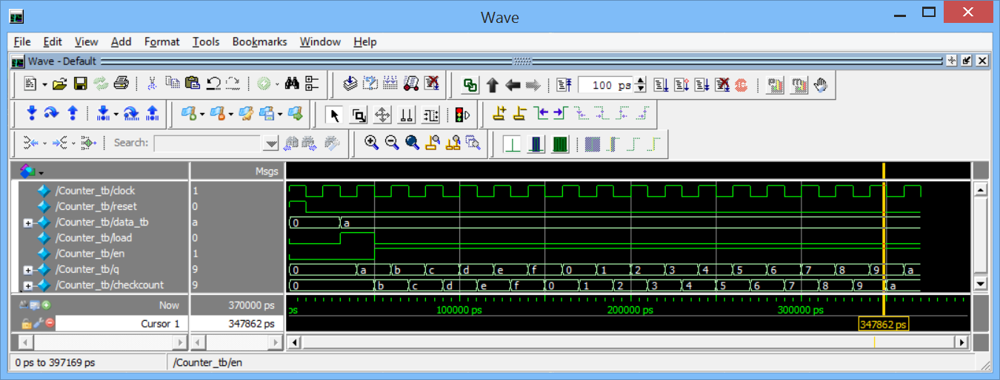 Wave
File Edit View Add Format Tools Bookmarks Window Help
Wave - Default
100 ps
Search:
Msgs
/Counter_tb/clock 1
/Counter_tb/reset 0
/Counter_tb/data_tb a 0 a
/Counter_tb/load 0
/Counter_tb/en 1
/Counter_tb/q 9 0 a b c d e f 0 1 2 3 4 5 6 7 8 9 a
/Counter_tb/checkcount 9 0 b c d e f 0 1 2 3 4 5 6 7 8 9 a
Now 370000 ps ps 100000 ps 200000 ps 300000 ps
Cursor 1 347862 ps 347862 ps
0 ps to 397169 ps /Counter_tb/en